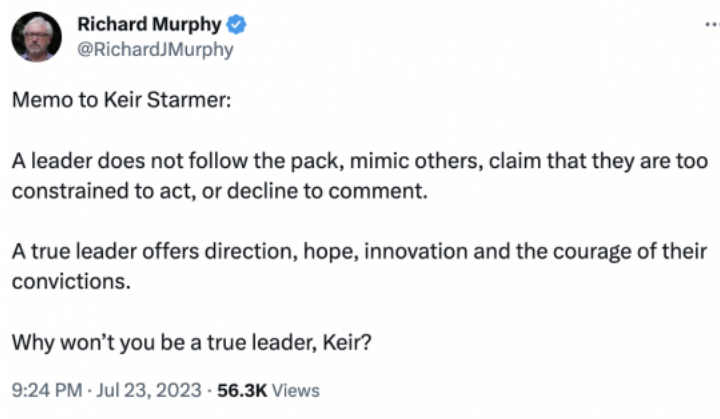 Richard Murphy
@RichardJMurphy
Memo to Keir Starmer:
A leader does not follow the pack, mimic others, claim that they are too
constrained to act, or decline to comment.
A true leader offers direction, hope, innovation and the courage of their
convictions.
Why won’t you be a true leader, Keir?
9:24 PM · Jul 23, 2023 · 56.3K Views